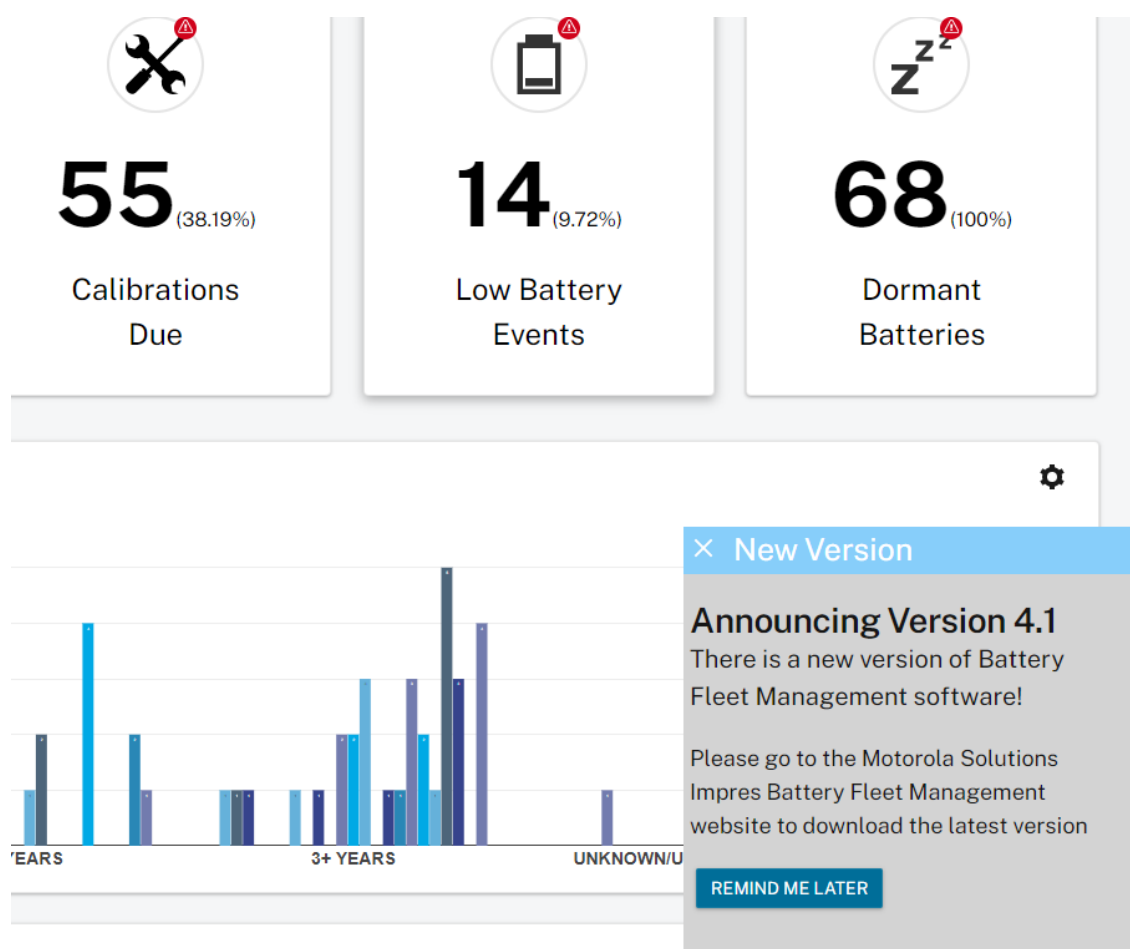 55 (38.19%)
Calibrations
Due
14 (9.72%)
Low Battery
Events
68 (100%)
Dormant
Batteries
New Version
Announcing Version 4.1
There is a new version of Battery
Fleet Management software!
Please go to the Motorola Solutions
Impres Battery Fleet Management
website to download the latest version
REMIND ME LATER
YEARS
3+ YEARS
UNKNOWN/U